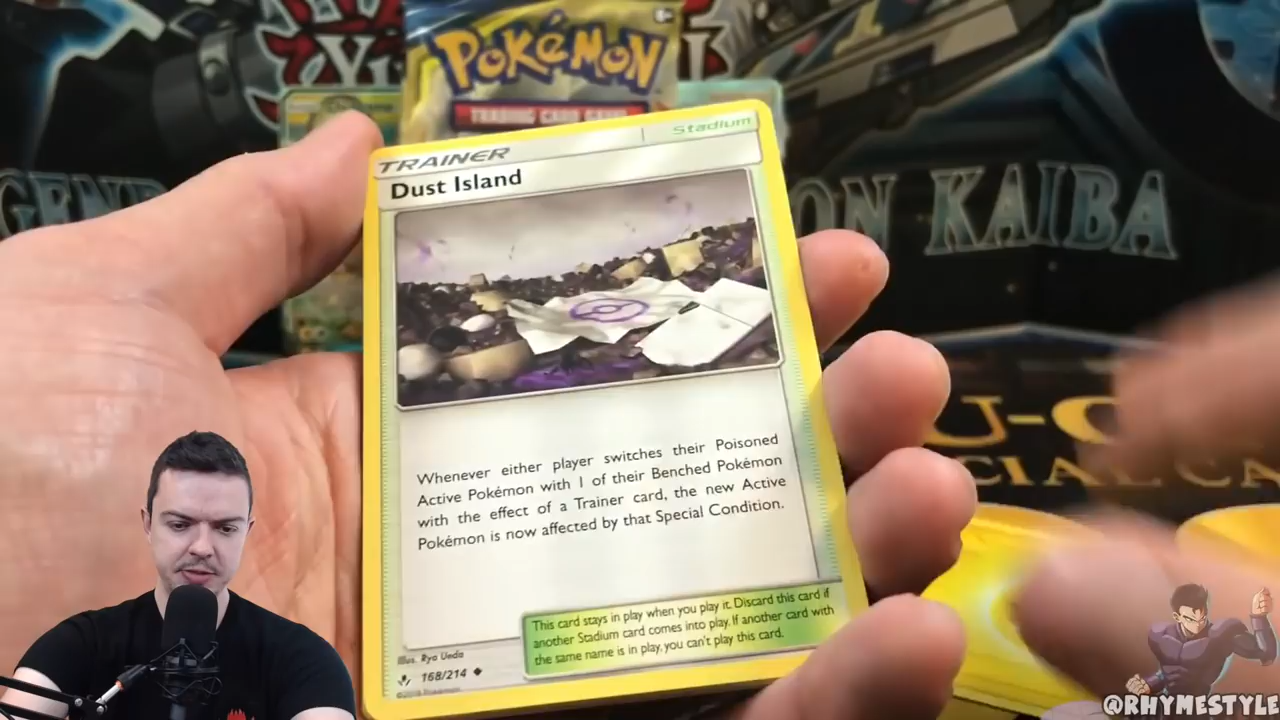 POKÉMON
TRADING CARD GAME
TRAINER
Stadium
Dust Island
ON KAIBA
Whenever either player switches their Poisoned
Active Pokémon with 1 of their Benched Pokémon
with the effect of a Trainer card, the new Active
Pokémon is now affected by that Special Condition.
This card stays in play when you play it. Discard this card if
another Stadium card comes into play. If another card with
the same name is in play, you can't play this card.
Illus. Ryo Ueda
168/214
@RHYMESTYLE